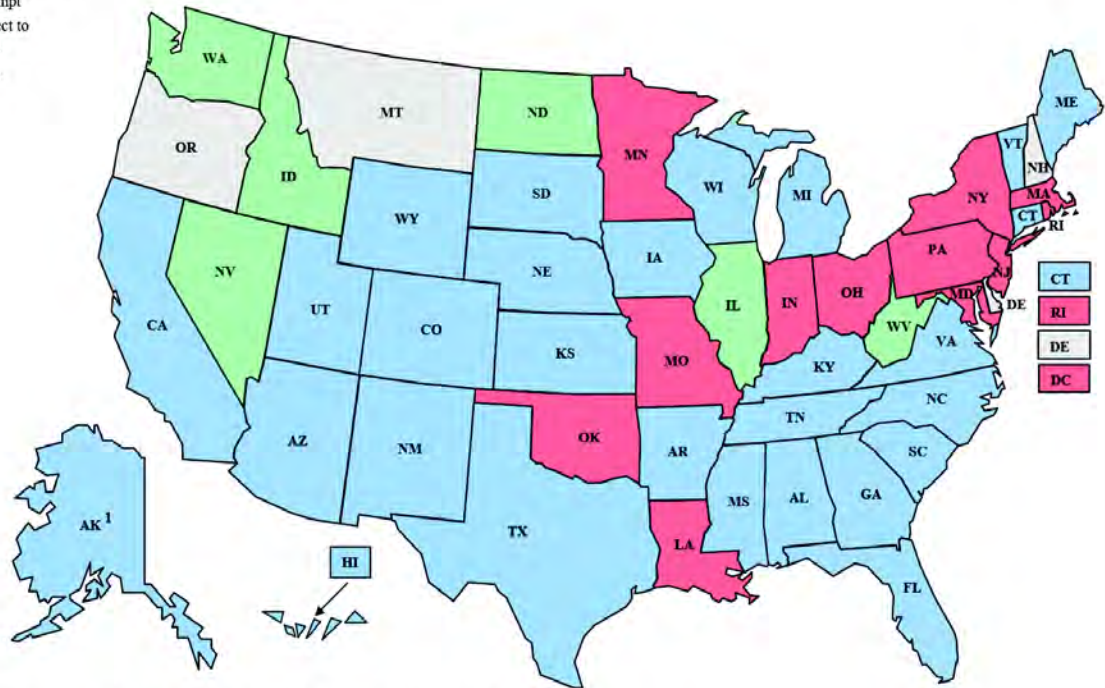 ect to
WA
ME
MT
ND
VT
OR
MN
NH
ID
SD
WI
NY
MA
MI
CT
WY
RI
PA
IA
NE
NJ
NV
OH
IL
IN
MD
DE
UT
CA
CO
WV
VA
KS
MO
KY
NC
TN
OK
AZ
NM
AR
SC
MS
AL
GA
AK 1
TX
HI
LA
FL
CT
RI
DE
DC